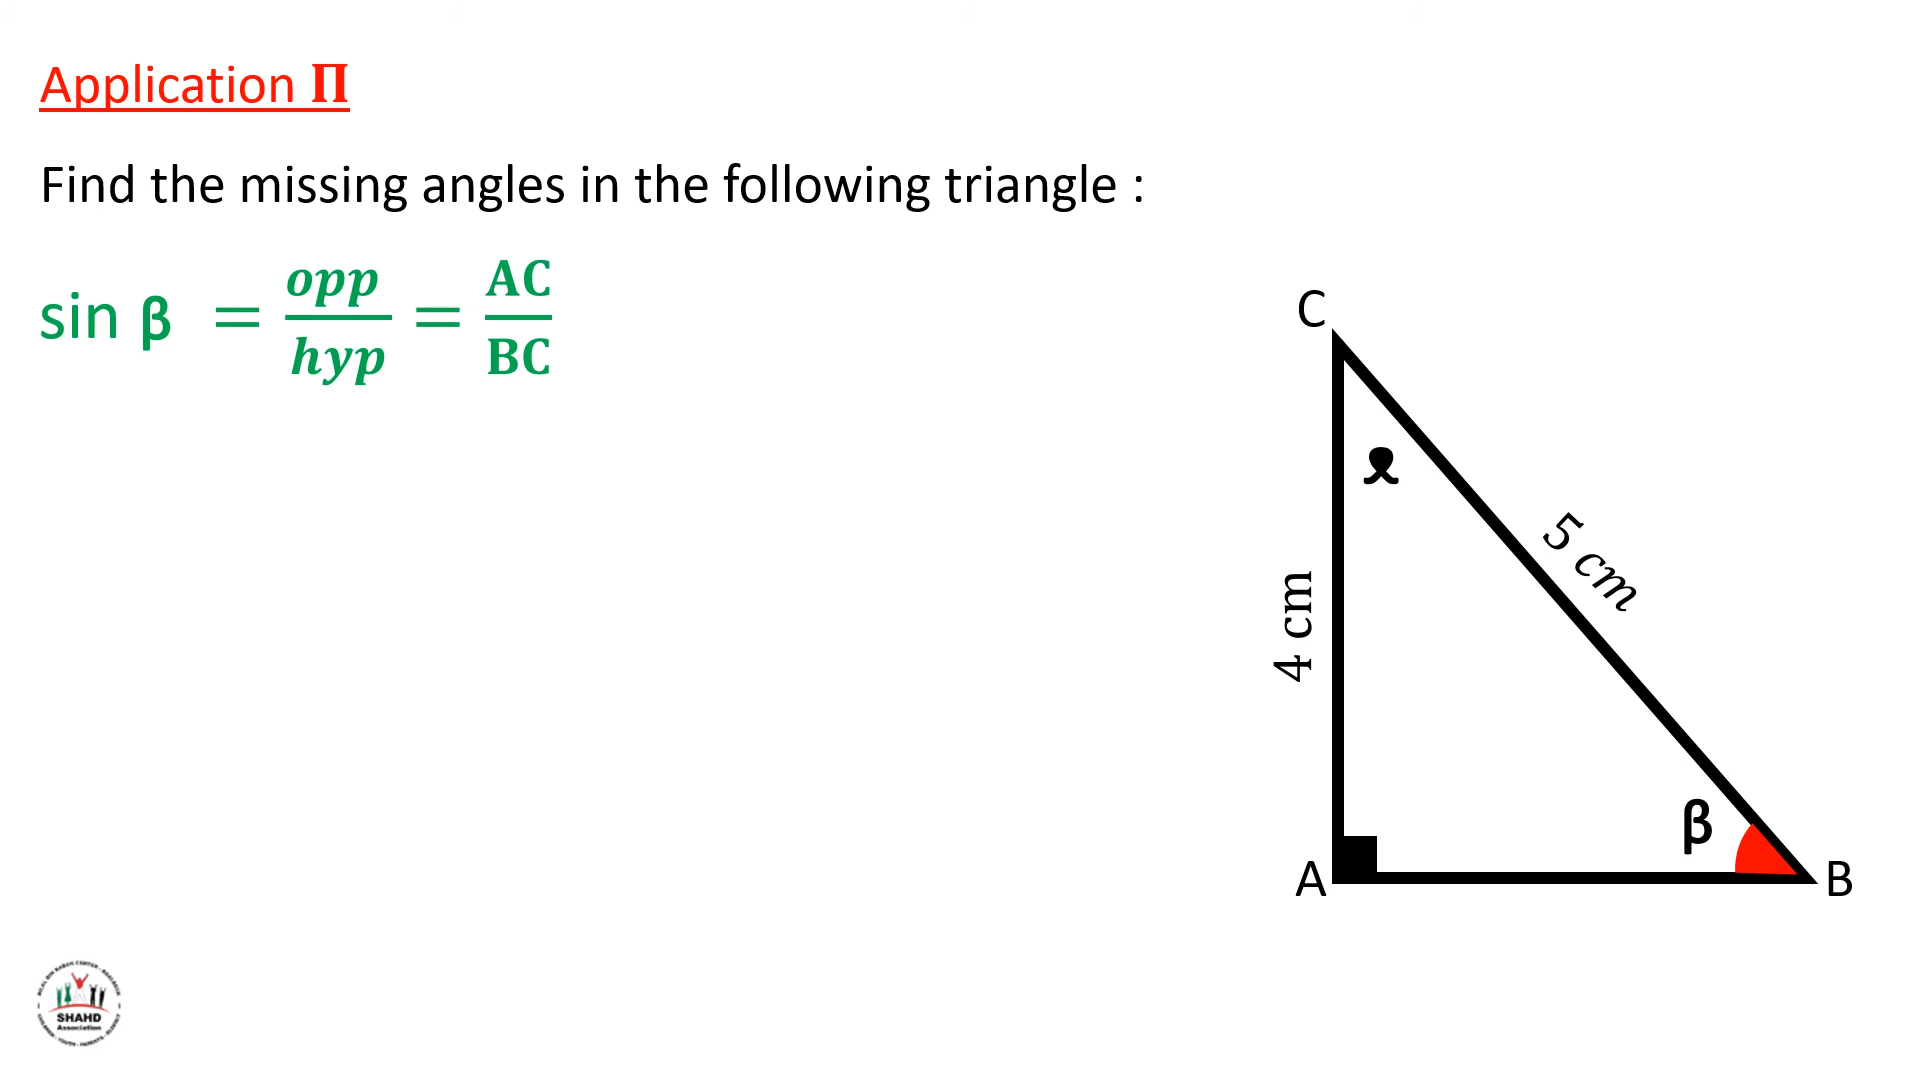 Application Π
Find the missing angles in the following triangle :
sin β = opp/hyp = AC/BC
C
ᴥ
5 cm
4 cm
β
A
B
SHAHD
Association